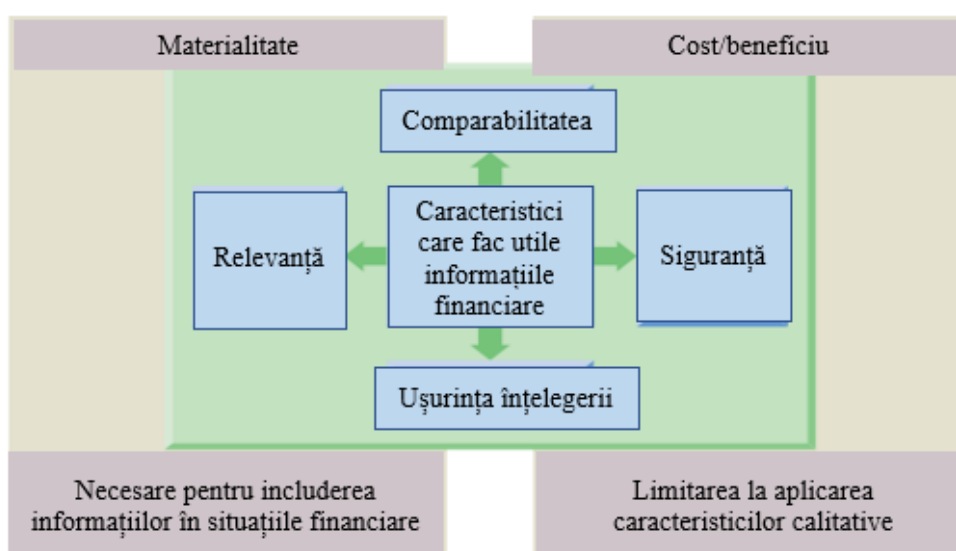 Materialitate
Cost/beneficiu
Comparabilitatea
Relevanță
Caracteristici
care fac utile
informațiile
financiare
Siguranță
Ușurința înțelegerii
Necesare pentru includerea
informațiilor în situațiile financiare
Limitarea la aplicarea
caracteristicilor calitative